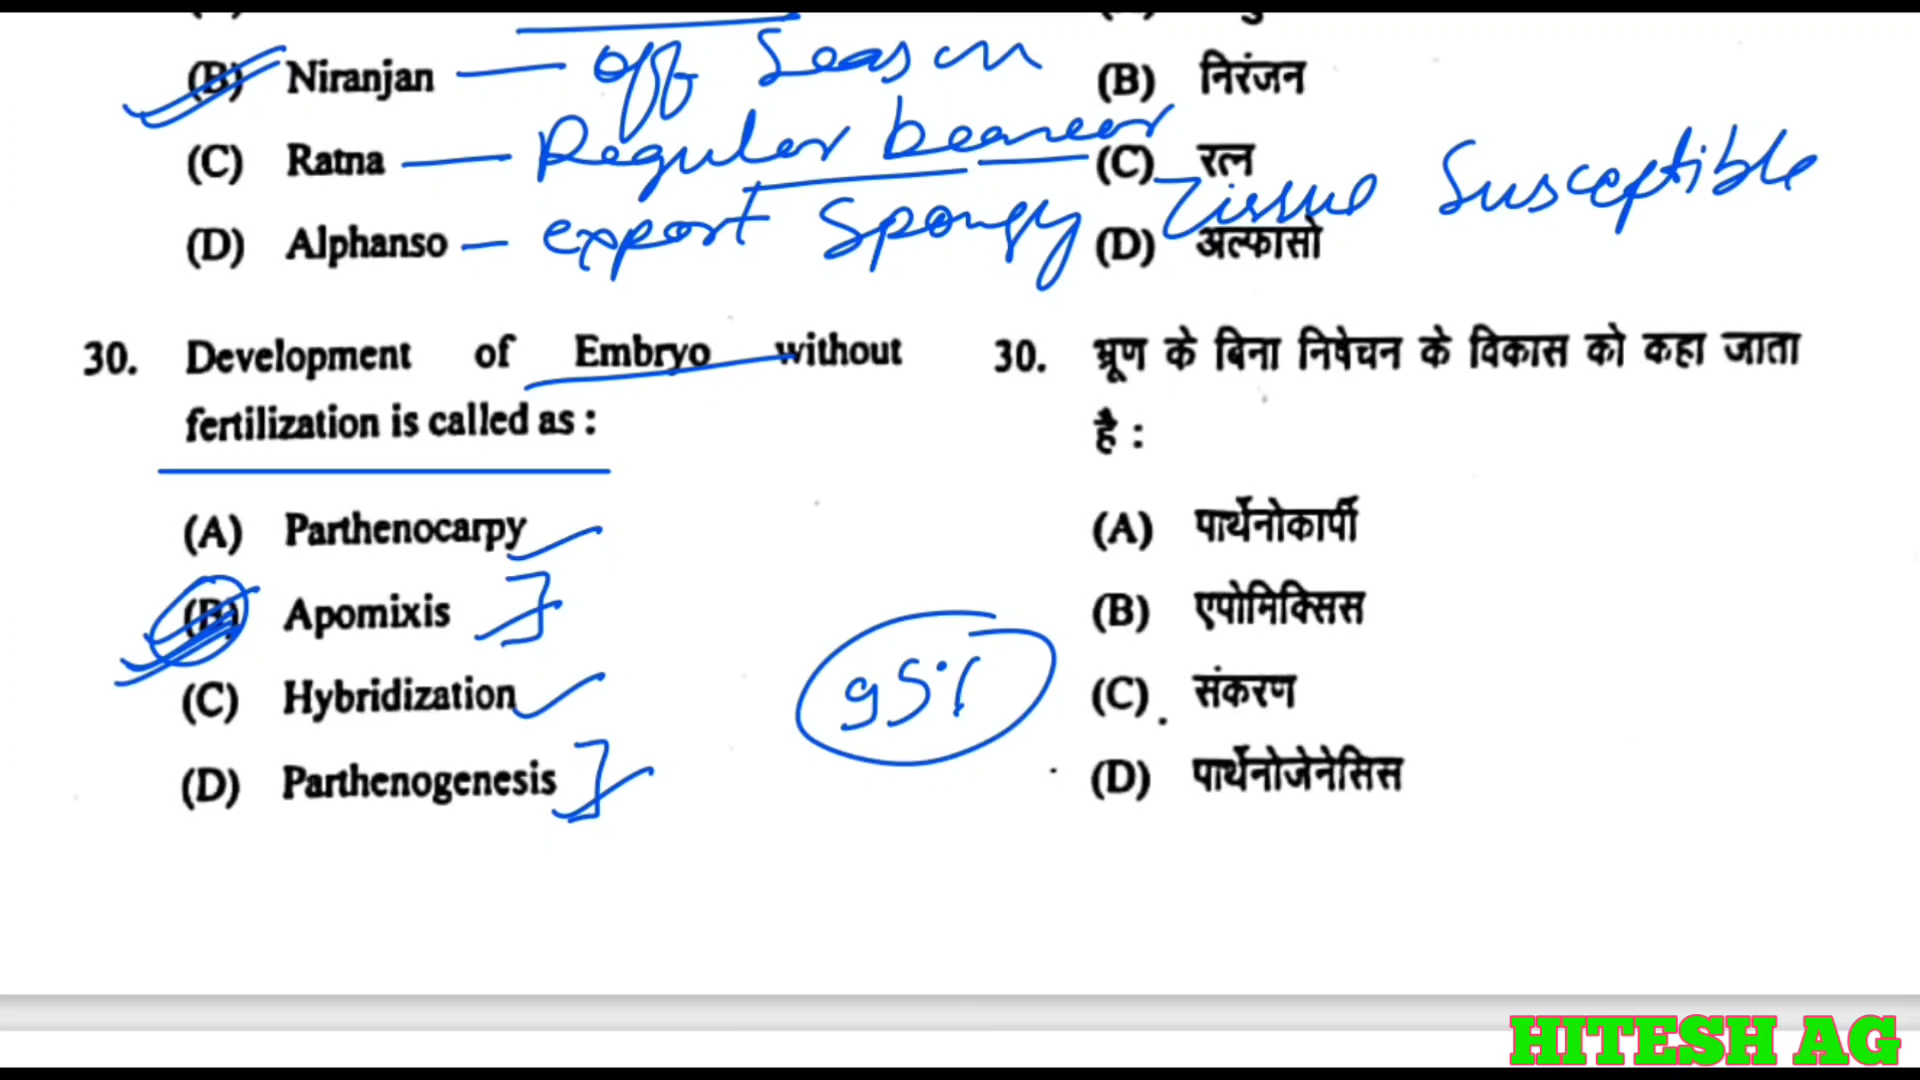 (B) Niranjan — off season (B) निरंजन
(C) Ratna — Regular bearer (C) रत्न
(D) Alphanso — export Spongy Tissue Susceptible (D) अल्फासो
30. Development of Embryo without
fertilization is called as :
(A) Parthenocarpy
(B) Apomixis
(C) Hybridization
(D) Parthenogenesis
95%
30. भ्रूण के बिना निषेचन के विकास को कहा जाता
है :
(A) पार्थेनोकार्पी
(B) एपोमिक्सिस
(C) संकरण
(D) पार्थेनोजेनेसिस
HITESH AG